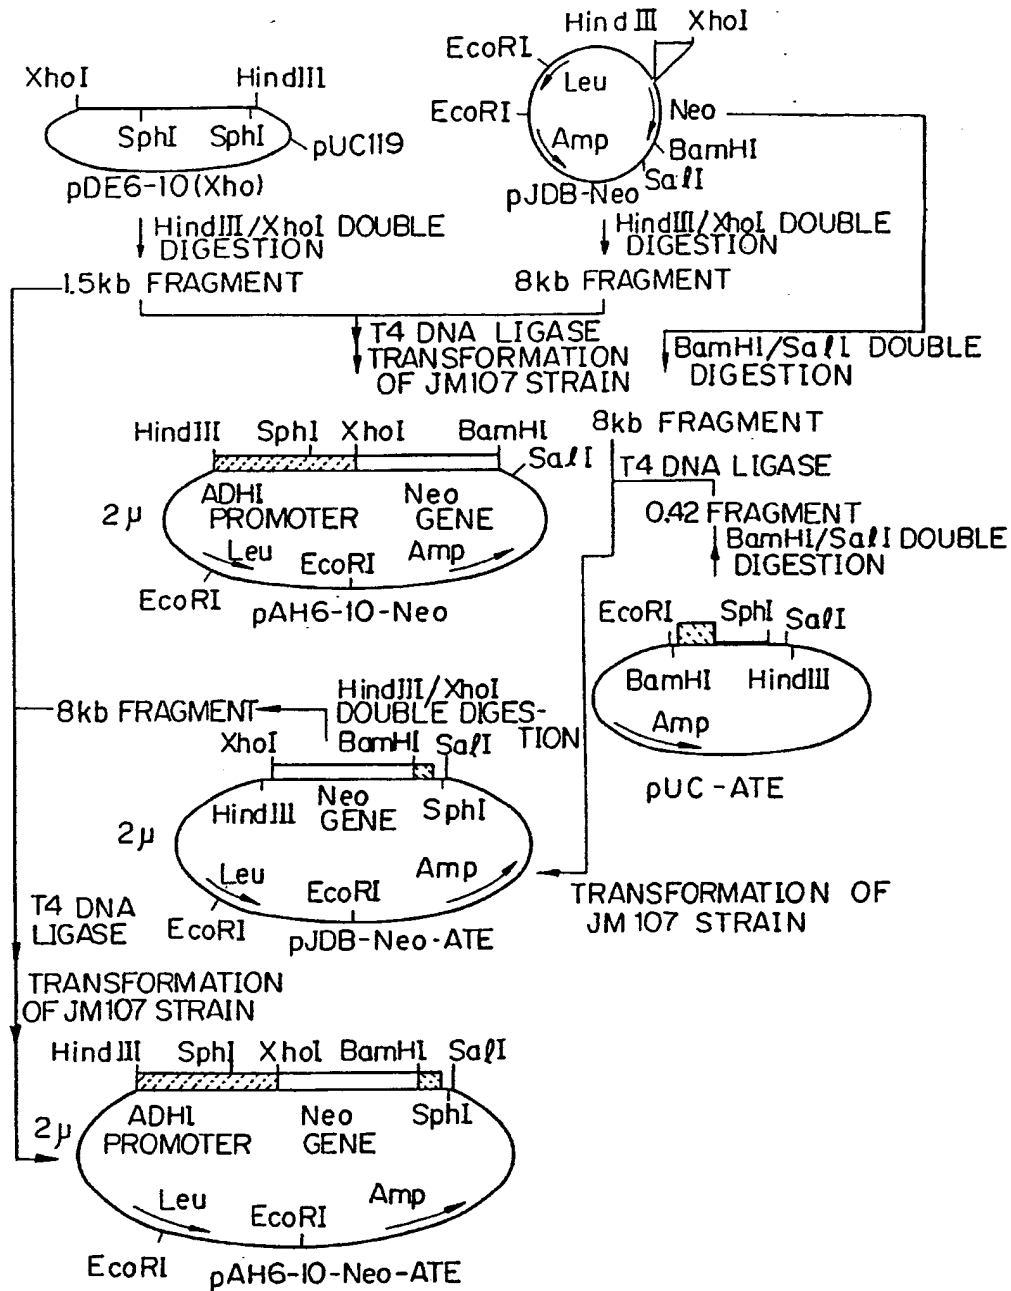 HindIII XhoI
EcoRI
XhoI HindIII
Leu
EcoRI
Neo
SphI SphI
pUC119
Amp
BamHI
SalI
pDE6-10(Xho)
pJDB-Neo
HindIII/XhoI DOUBLE
DIGESTION
HindIII/XhoI DOUBLE
DIGESTION
1.5kb FRAGMENT
8kb FRAGMENT
T4 DNA LIGASE
TRANSFORMATION
OF JM107 STRAIN
BamHI/SalI DOUBLE
DIGESTION
8kb FRAGMENT
HindIII SphI XhoI BamHI
SalI
T4 DNA LIGASE
2μ
ADHI
PROMOTER
Neo
GENE
0.42 FRAGMENT
BamHI/SalI DOUBLE
DIGESTION
Leu
EcoRI
Amp
EcoRI
pAH6-10-Neo
EcoRI SphI SalI
BamHI HindIII
Amp
pUC-ATE
8kb FRAGMENT
HindIII/XhoI
DOUBLE DIGES-
TION
XhoI BamHI SalI
HindIII
Neo
GENE
SphI
2μ
Leu
EcoRI
Amp
EcoRI
pJDB-Neo-ATE
TRANSFORMATION OF
JM107 STRAIN
T4 DNA
LIGASE
TRANSFORMATION
OF JM107 STRAIN
HindIII SphI XhoI BamHI SalI
2μ
ADHI
PROMOTER
Neo
GENE
SphI
Leu
EcoRI
Amp
EcoRI
pAH6-10-Neo-ATE